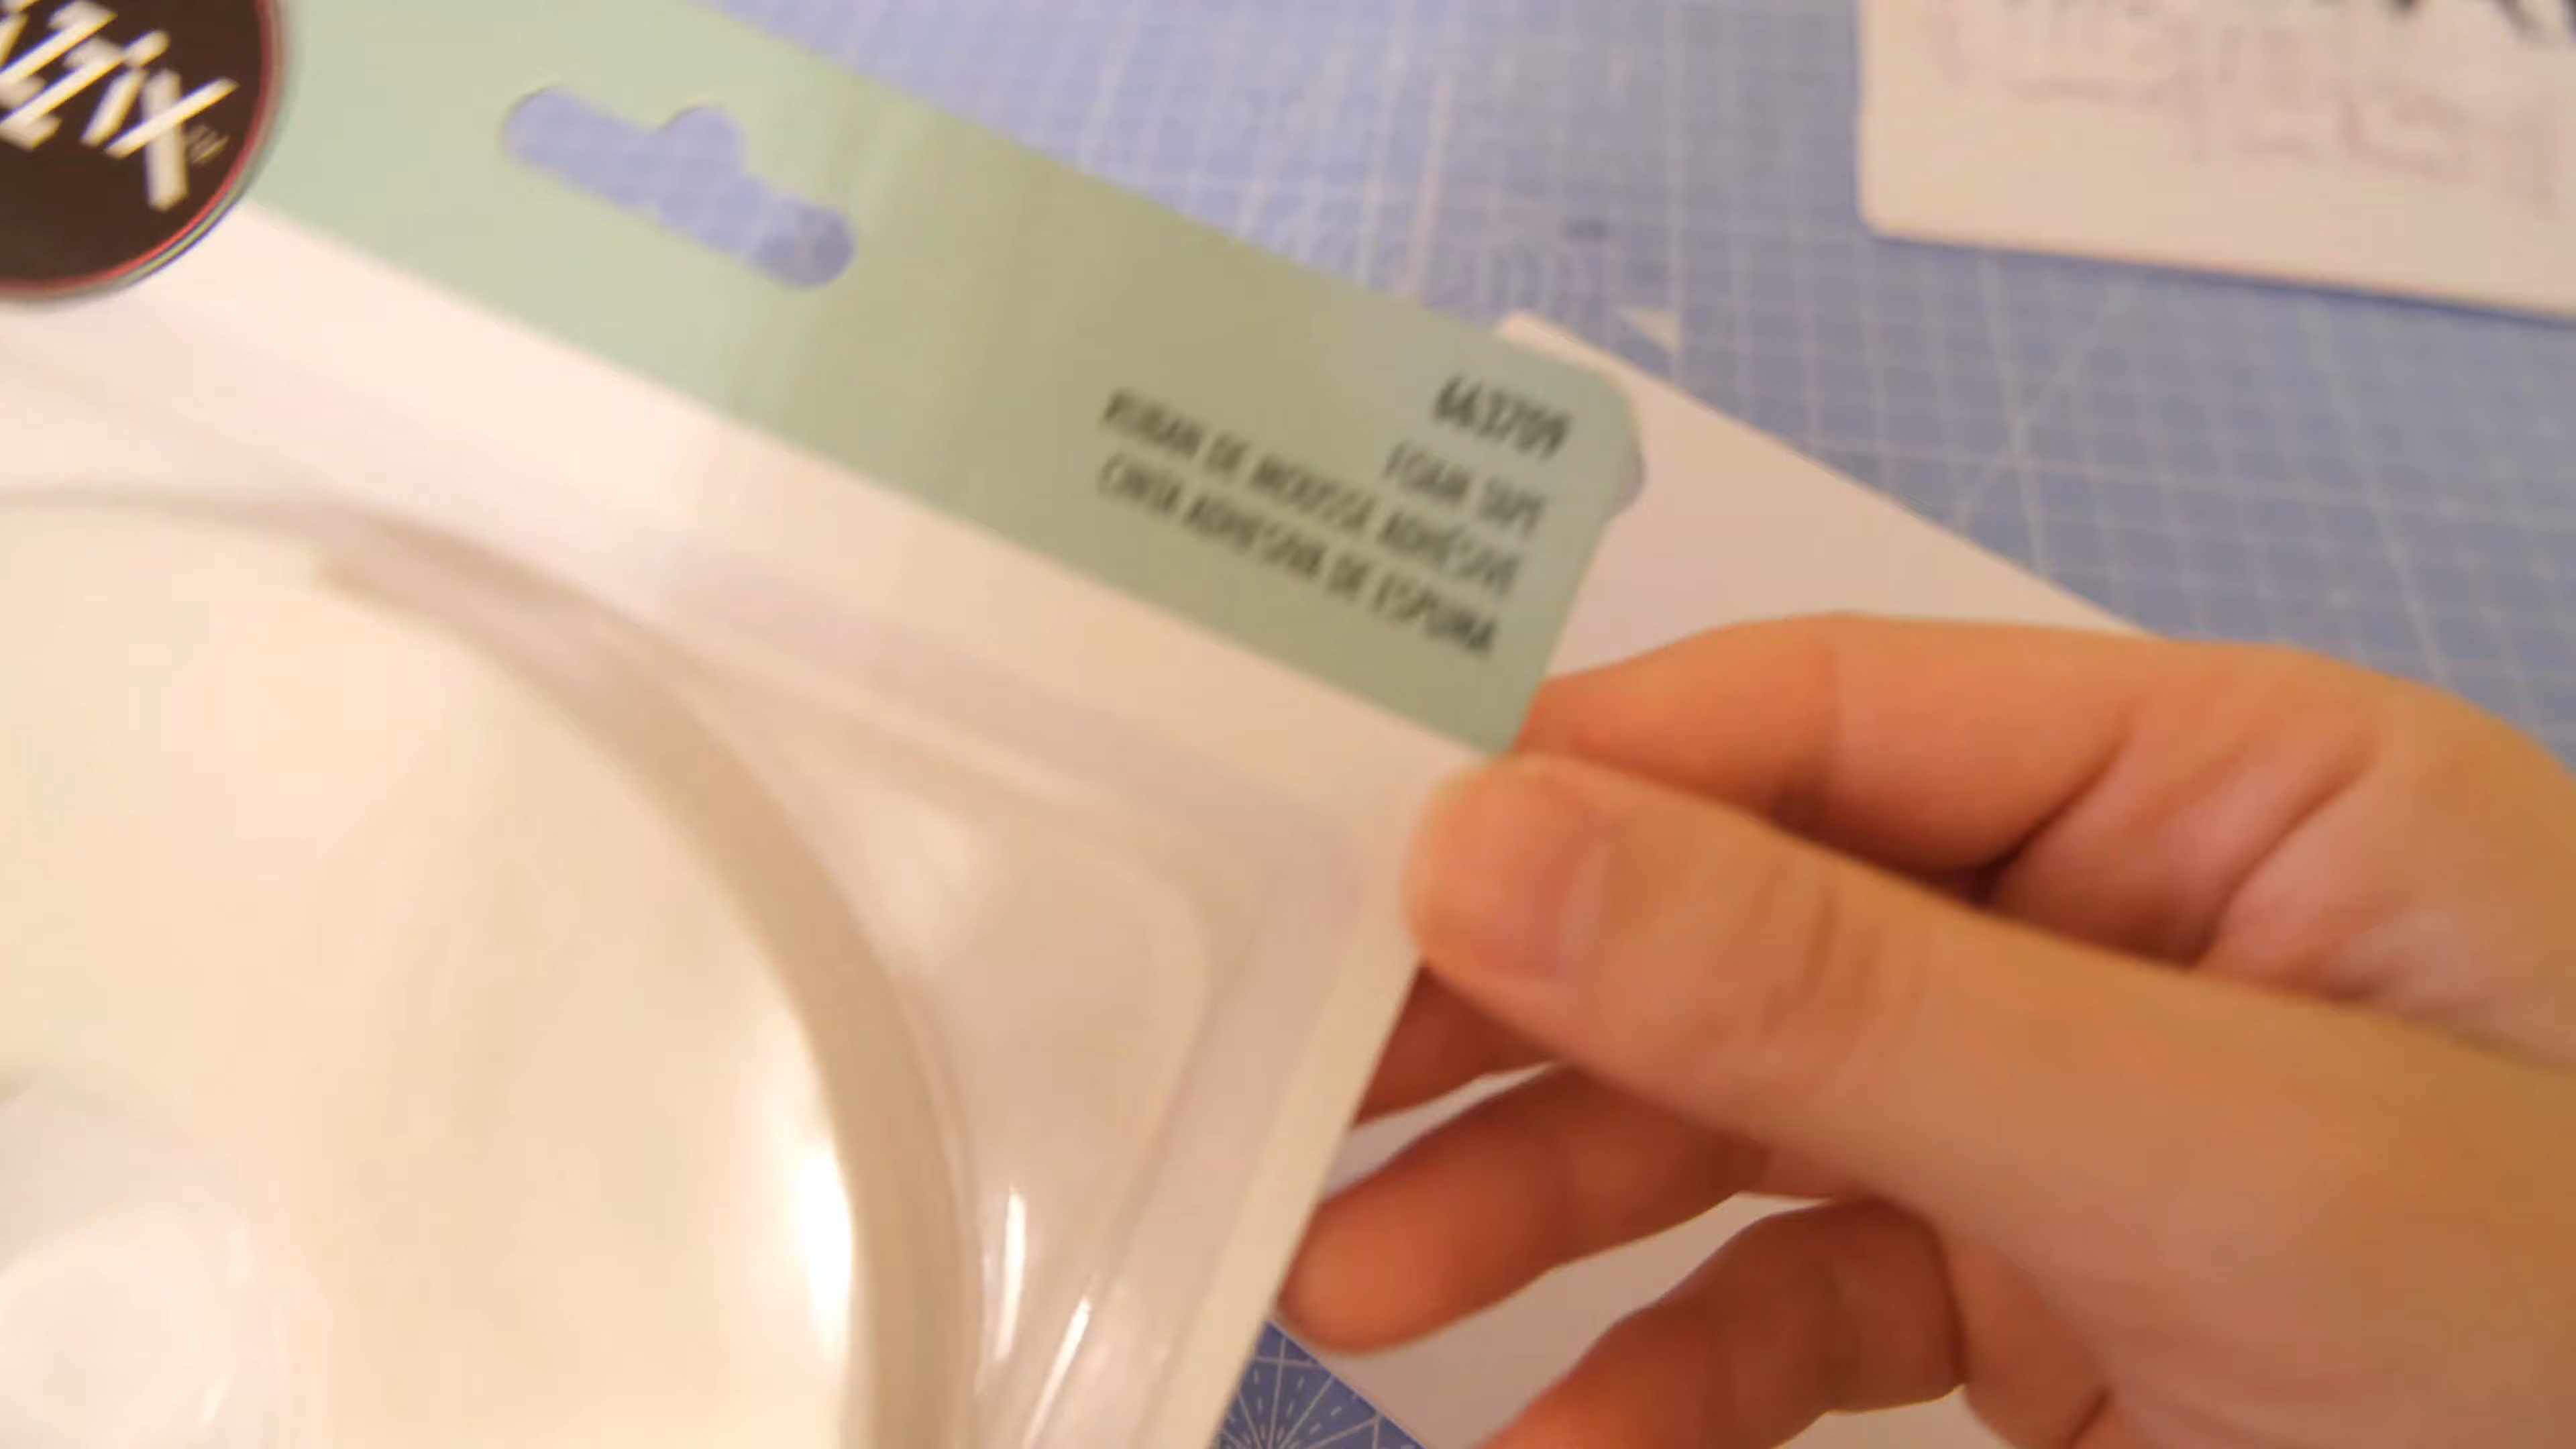 663709
FOAM TAPE
RUBAN DE MOUSSE ADHÉSIVE
CINTA ADHESIVA DE ESPUMA